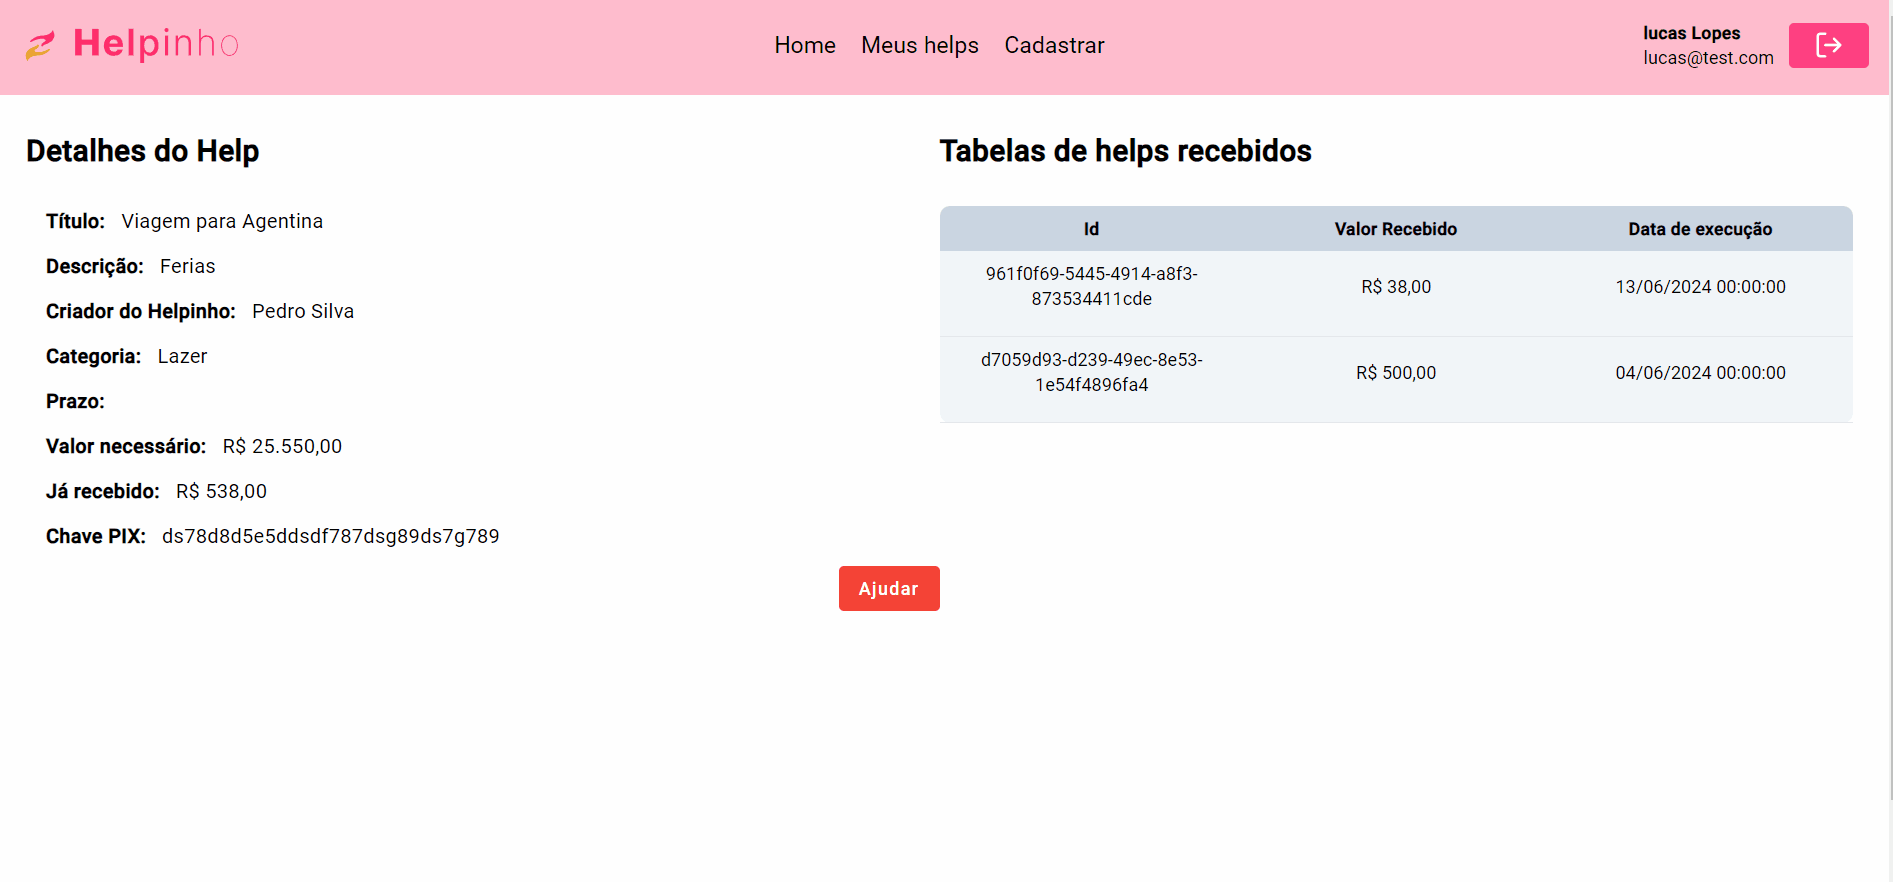 Helpinho
Home Meus helps Cadastrar
lucas Lopes
lucas@test.com
Detalhes do Help
Título: Viagem para Agentina
Descrição: Ferias
Criador do Helpinho: Pedro Silva
Categoria: Lazer
Prazo:
Valor necessário: R$ 25.550,00
Já recebido: R$ 538,00
Chave PIX: ds78d8d5e5ddsdf787dsg89ds7g789
Ajudar
Tabelas de helps recebidos
Id Valor Recebido Data de execução
961f0f69-5445-4914-a8f3-
873534411cde R$ 38,00 13/06/2024 00:00:00
d7059d93-d239-49ec-8e53-
1e54f4896fa4 R$ 500,00 04/06/2024 00:00:00